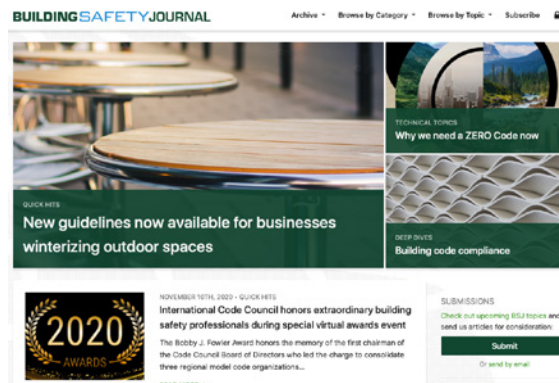 BUILDINGSAFETYJOURNAL
Archive
Browse by Category
Browse by Topic
Subscribe
QUICK HITS
New guidelines now available for businesses
winterizing outdoor spaces
TECHNICAL TOPICS
Why we need a ZERO Code now
DEEP DIVES
Building code compliance
2020
AWARDS
NOVEMBER 10TH, 2020 • QUICK HITS
International Code Council honors extraordinary building
safety professionals during special virtual awards event
The Bobby J. Fowler Award honors the memory of the first chairman of
the Code Council Board of Directors who led the charge to consolidate
three regional model code organizations...
SUBMISSIONS
Check out upcoming BSJ topics and
send us articles for consideration:
Submit
Or send by email